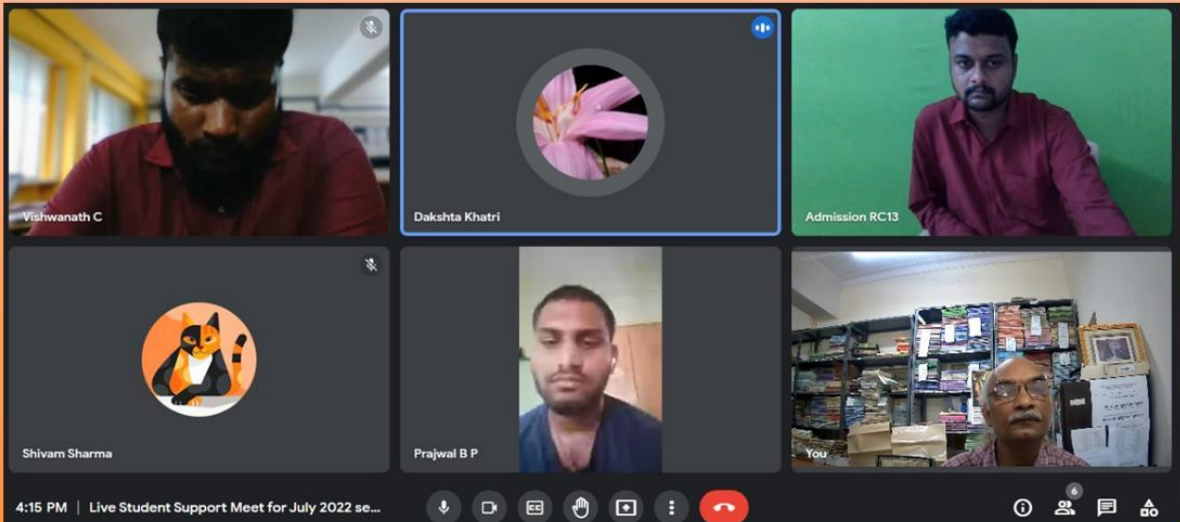 Vishwanath C
Dakshta Khatri
Admission RC13
Shivam Sharma
Prajwal B P
You
4:15 PM | Live Student Support Meet for July 2022 se...
6